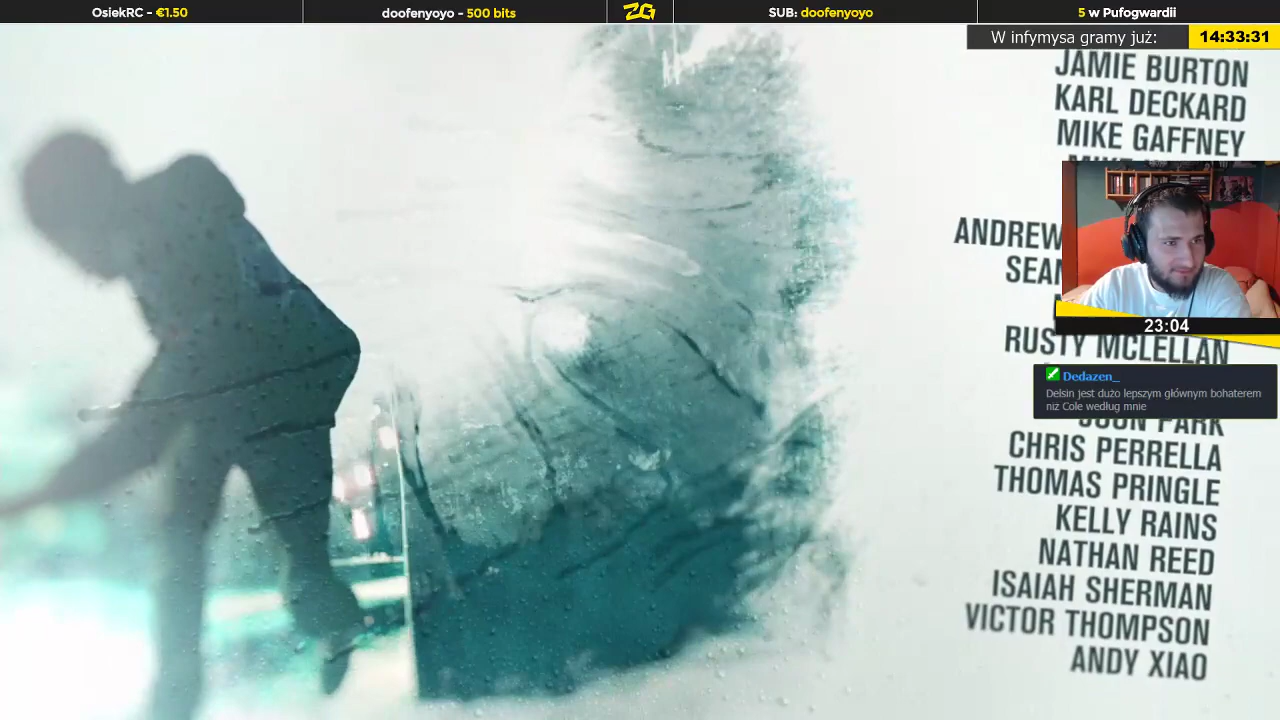 OsiekRC - €1.50
doofenyoyo - 500 bits
ZG
SUB: doofenyoyo
5 w Pufogwardii
W infymysa gramy już:
14:33:31
JAMIE BURTON
KARL DECKARD
MIKE GAFFNEY
ANDREW
SEAN
23:04
RUSTY MCLELLAN
Dedazen_
Delsin jest dużo lepszym głównym bohaterem
niż Cole według mnie
PARK
CHRIS PERRELLA
THOMAS PRINGLE
KELLY RAINS
NATHAN REED
ISAIAH SHERMAN
VICTOR THOMPSON
ANDY XIAO